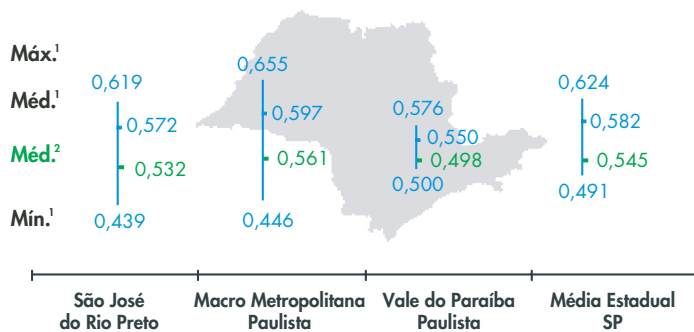 Máx.¹
0,619
0,655
0,576
0,624
Méd.¹
0,572
0,597
0,550
0,582
Méd.²
0,532
0,561
0,498
0,545
Mín.¹
0,439
0,446
0,500
0,491
São José
do Rio Preto
Macro Metropolitana
Paulista
Vale do Paraíba
Paulista
Média Estadual
SP